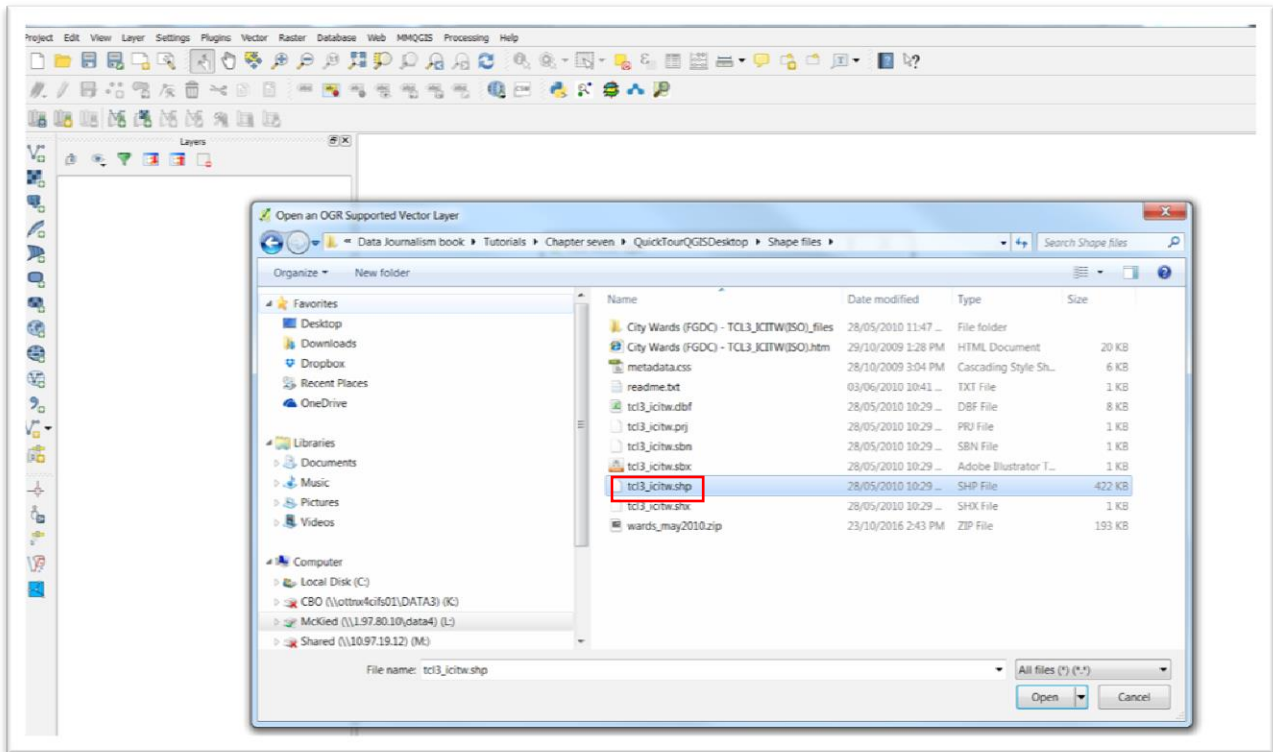 Project Edit View Layer Settings Plugins Vector Raster Database Web MMQGIS Processing Help
Layers
Open an OGR Supported Vector Layer
Data Journalism book Tutorials Chapter seven QuickTourQGISDesktop Shape files
Search Shape files
Organize New folder
Name Date modified Type Size
Favorites
Desktop
Downloads
Dropbox
Recent Places
OneDrive
Libraries
Documents
Music
Pictures
Videos
Computer
Local Disk (C:)
CBO (\\ottnx4cifs01\DATA3) (K:)
McKied (\\1.97.80.10\data4) (L:)
Shared (\\10.97.19.12) (M:)
City Wards (FGDC) - TCL3_ICITW(ISO)_files 28/05/2010 11:47 ... File folder
City Wards (FGDC) - TCL3_ICITW(ISO).htm 29/10/2009 1:28 PM HTML Document 20 KB
metadata.css 28/10/2009 3:04 PM Cascading Style Sh... 6 KB
readme.txt 03/06/2010 10:41 ... TXT File 1 KB
tcl3_icitw.dbf 28/05/2010 10:29 ... DBF File 8 KB
tcl3_icitw.prj 28/05/2010 10:29 ... PRJ File 1 KB
tcl3_icitw.sbn 28/05/2010 10:29 ... SBN File 1 KB
tcl3_icitw.sbx 28/05/2010 10:29 ... Adobe Illustrator T... 1 KB
tcl3_icitw.shp 28/05/2010 10:29 ... SHP File 422 KB
tcl3_icitw.shx 28/05/2010 10:29 ... SHX File 1 KB
wards_may2010.zip 23/10/2016 2:43 PM ZIP File 193 KB
File name: tcl3_icitw.shp
All files (*) (*.*)
Open Cancel